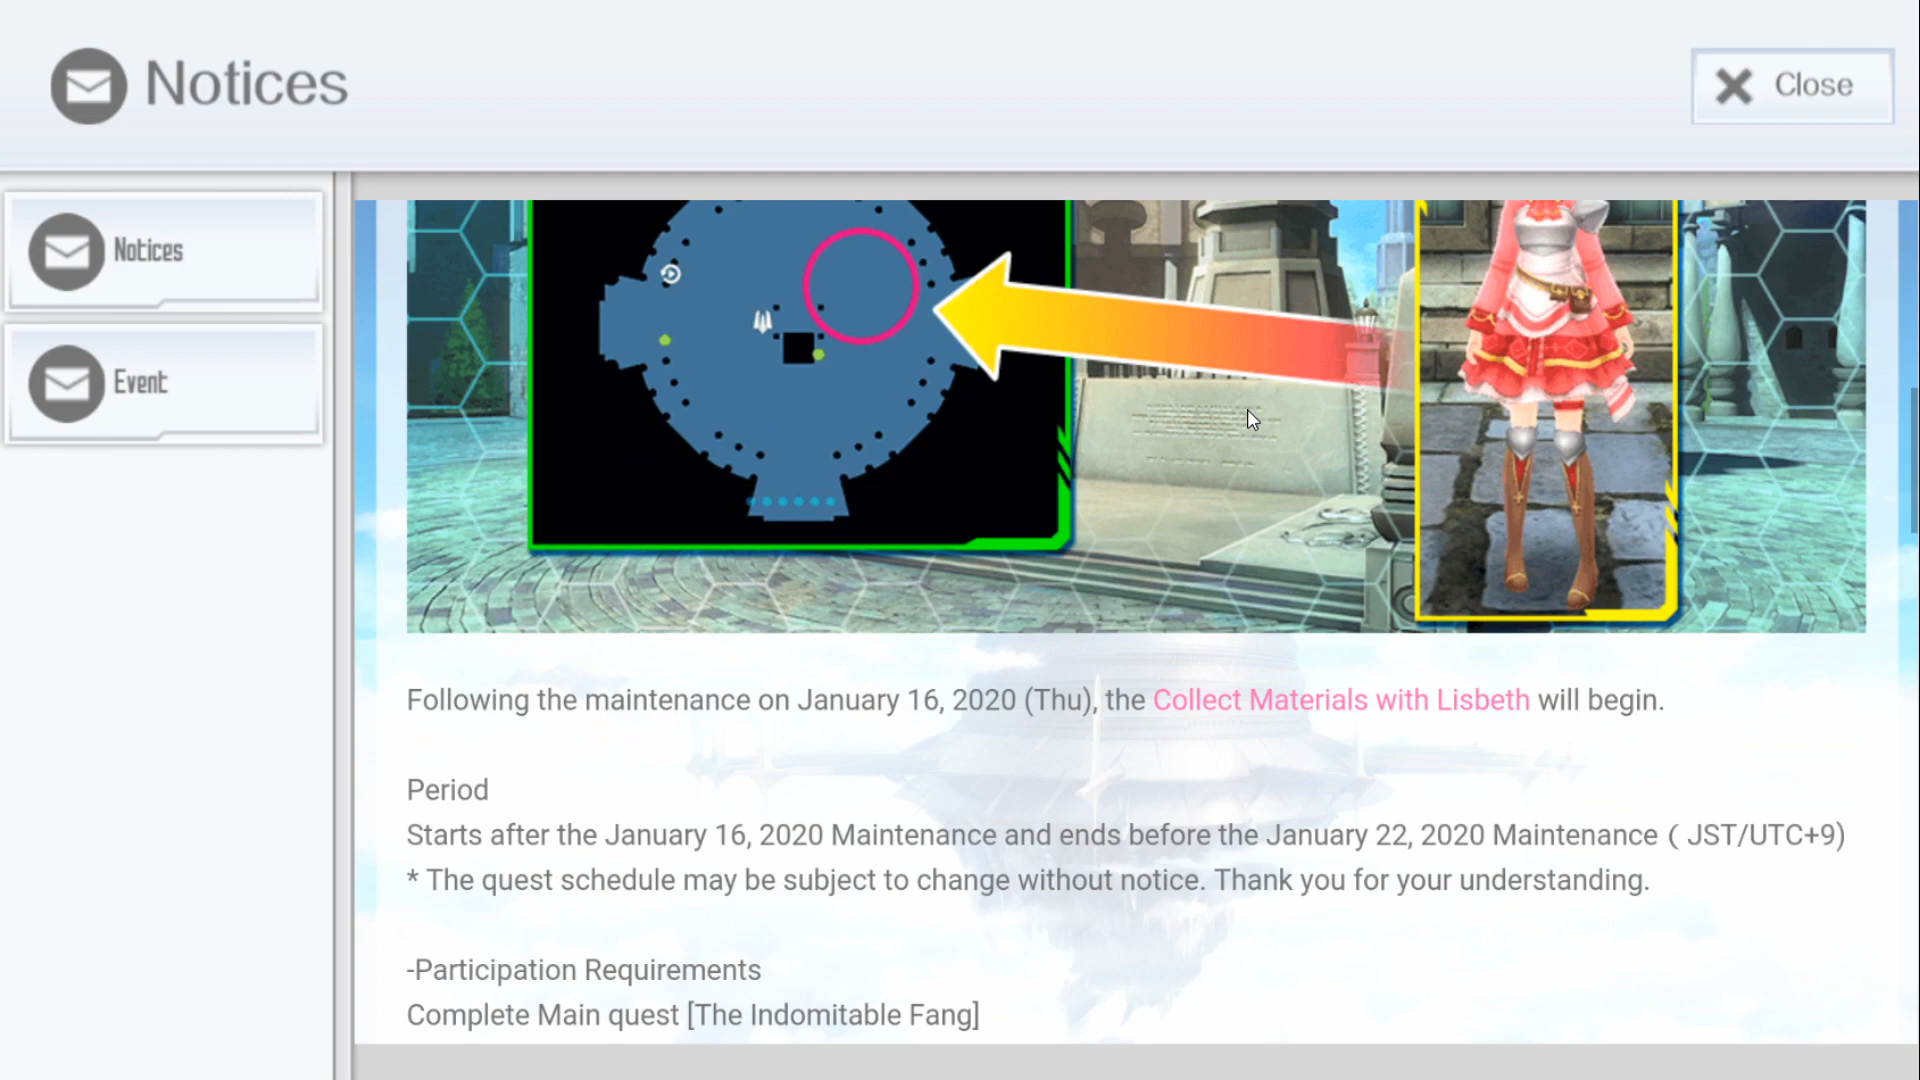 Notices
Close
Notices
Event
Following the maintenance on January 16, 2020 (Thu), the Collect Materials with Lisbeth will begin.
Period
Starts after the January 16, 2020 Maintenance and ends before the January 22, 2020 Maintenance ( JST/UTC+9)
* The quest schedule may be subject to change without notice. Thank you for your understanding.
-Participation Requirements
Complete Main quest [The Indomitable Fang]